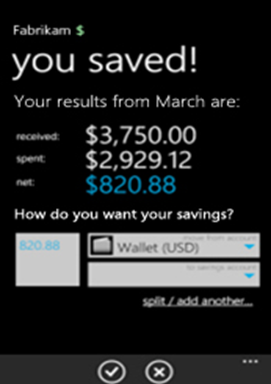 Fabrikam $
you saved!
Your results from March are:
received: $3,750.00
spent: $2,929.12
net: $820.88
How do you want your savings?
820.88
move from account
Wallet (USD)
to savings account
split / add another...
...